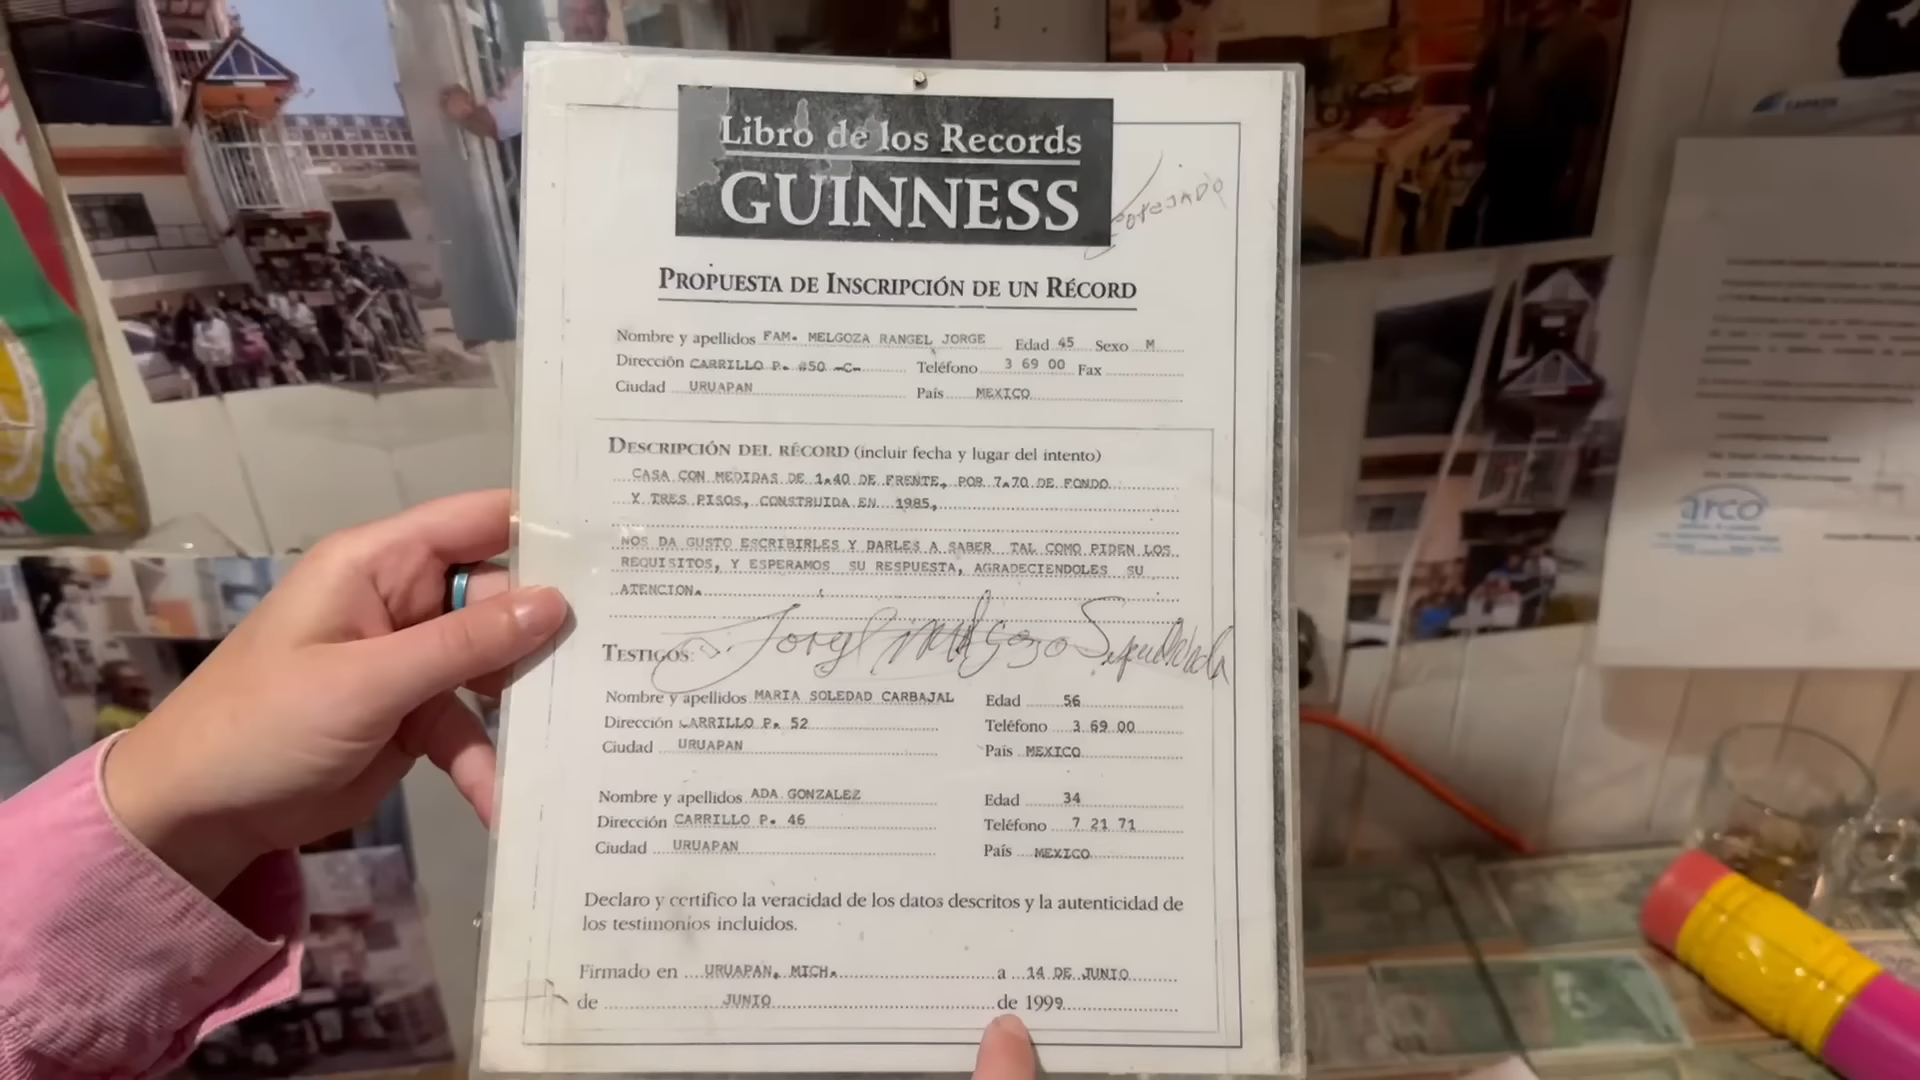 Libro de los Records
GUINNESS
PROPUESTA DE INSCRIPCIÓN DE UN RÉCORD
Nombre y apellidos FAM. MELGOZA RANGEL JORGE Edad 45 Sexo M
Dirección CARRILLO P. #50 -C- Teléfono 3 69 00 Fax
Ciudad URUAPAN País MEXICO
DESCRIPCIÓN DEL RÉCORD (incluir fecha y lugar del intento)
CASA CON MEDIDAS DE 1.40 DE FRENTE, POR 7.70 DE FONDO
Y TRES PISOS, CONSTRUIDA EN 1985,
NOS DA GUSTO ESCRIBIRLES Y DARLES A SABER TAL COMO PIDEN LOS
REQUISITOS, Y ESPERAMOS SU RESPUESTA, AGRADECIENDOLES SU
ATENCION.
TESTIGOS:
Nombre y apellidos MARIA SOLEDAD CARBAJAL Edad 56
Dirección CARRILLO P. 52 Teléfono 3 69 00
Ciudad URUAPAN País MEXICO
Nombre y apellidos ADA GONZALEZ Edad 34
Dirección CARRILLO P. 46 Teléfono 7 21 71
Ciudad URUAPAN País MEXICO
Declaro y certifico la veracidad de los datos descritos y la autenticidad de
los testimonios incluidos.
Firmado en URUAPAN, MICH. a 14 DE JUNIO
de JUNIO de 1999
arco